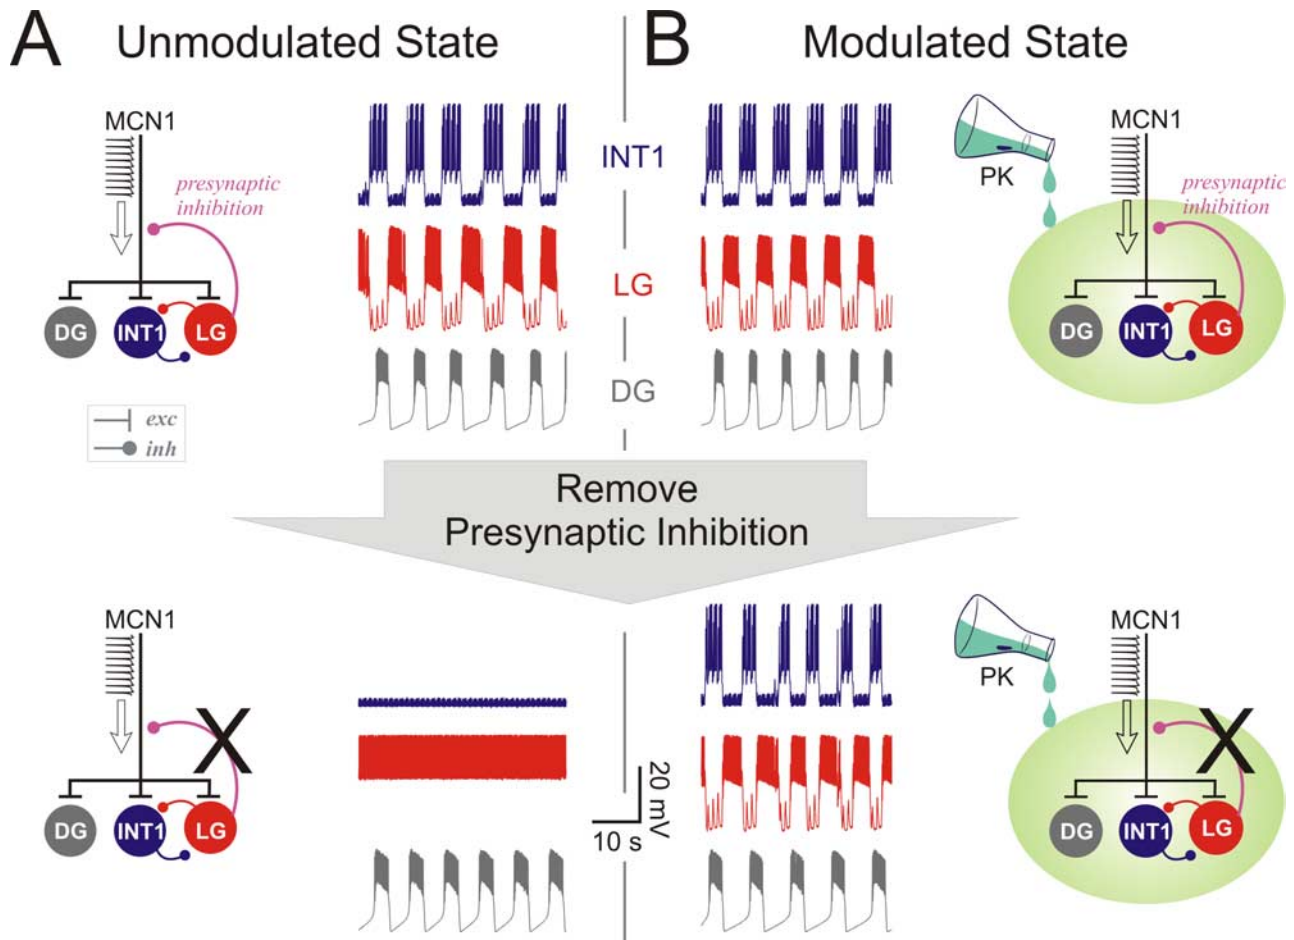 A Unmodulated State
B Modulated State
MCN1
presynaptic
inhibition
DG INT1 LG
exc
inh
INT1
LG
DG
PK
MCN1
presynaptic
inhibition
DG INT1 LG
Remove
Presynaptic Inhibition
MCN1
X
DG INT1 LG
20 mV
10 s
PK
MCN1
X
DG INT1 LG